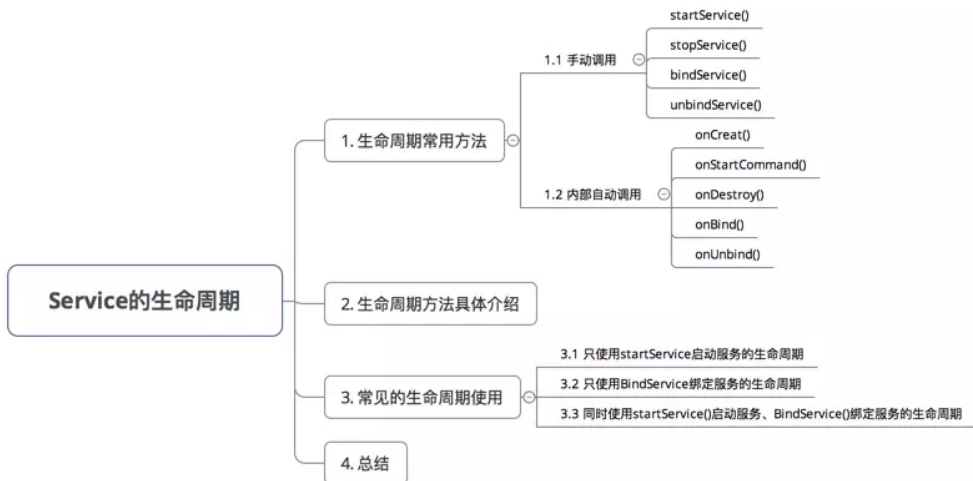 Service的生命周期
1. 生命周期常用方法
1.1 手动调用
startService()
stopService()
bindService()
unbindService()
1.2 内部自动调用
onCreat()
onStartCommand()
onDestroy()
onBind()
onUnbind()
2. 生命周期方法具体介绍
3. 常见的生命周期使用
3.1 只使用startService启动服务的生命周期
3.2 只使用BindService绑定服务的生命周期
3.3 同时使用startService()启动服务、BindService()绑定服务的生命周期
4. 总结